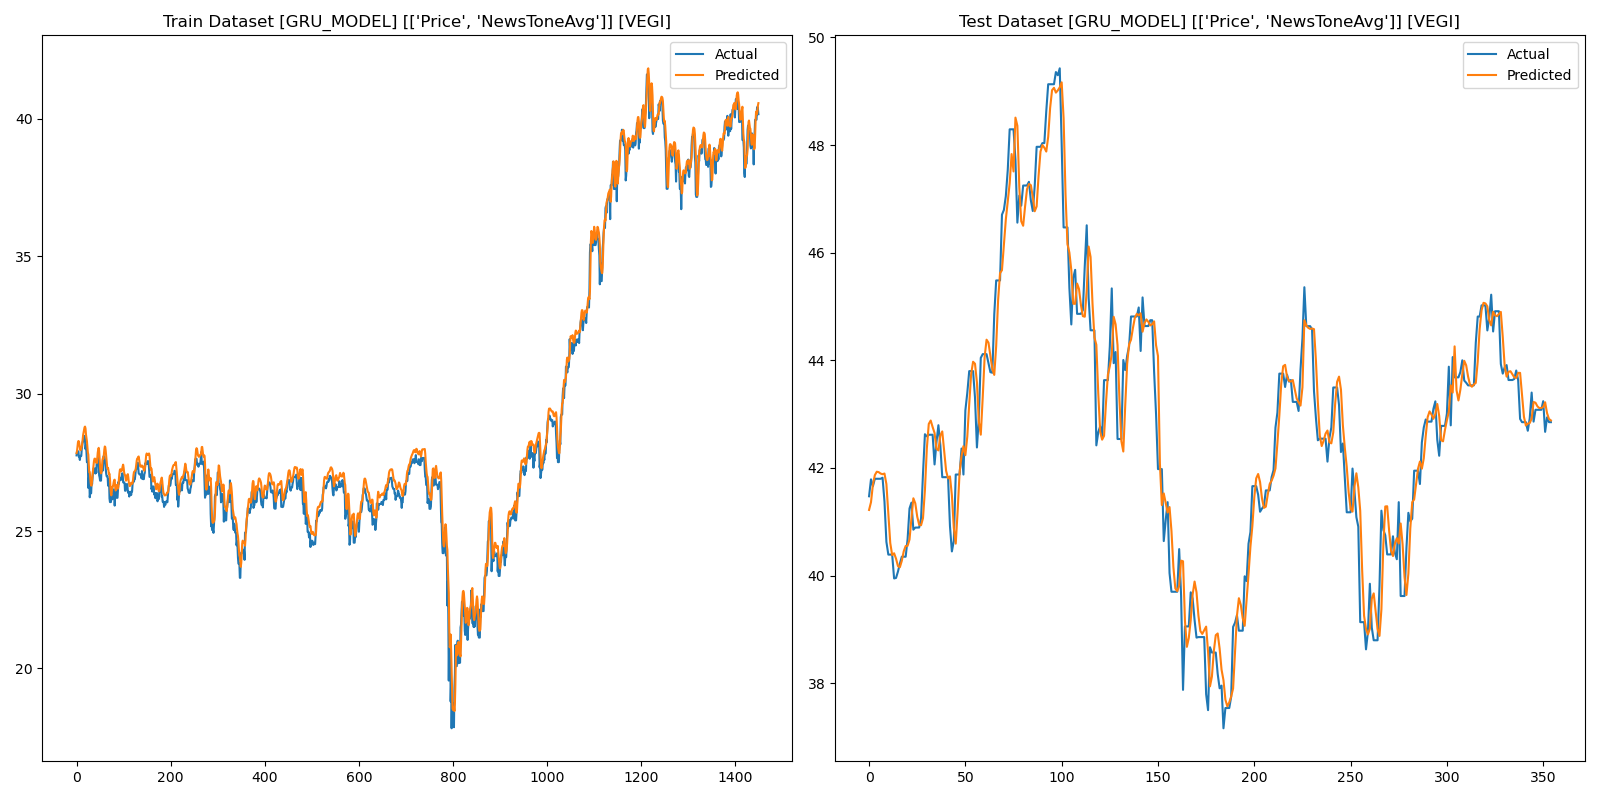 Train Dataset [GRU_MODEL] [['Price', 'NewsToneAvg']] [VEGI]
Actual
Predicted
40
35
30
25
20
0 200 400 600 800 1000 1200 1400
Test Dataset [GRU_MODEL] [['Price', 'NewsToneAvg']] [VEGI]
Actual
Predicted
50
48
46
44
42
40
38
0 50 100 150 200 250 300 350